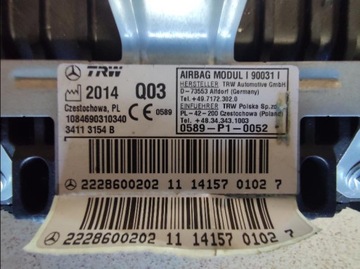 TRW
2014 Q03
Czestochowa, PL
1084690310340
3411 3154 B
CE 0589
AIRBAG MODUL I 90031 I
HERSTELLER TRW Automotive GmbH
D-73553 Alfdorf (Germany)
Tel.+49.7172.302.0
EINFUEHRER TRW Polska Sp.zo
PL-42-200 Czestochowa (Poland)
Tel.+48.34.343.1003
0589-P1-0052
2228600202 11 14157 0102 7
2228600202 11 14157 0102 7